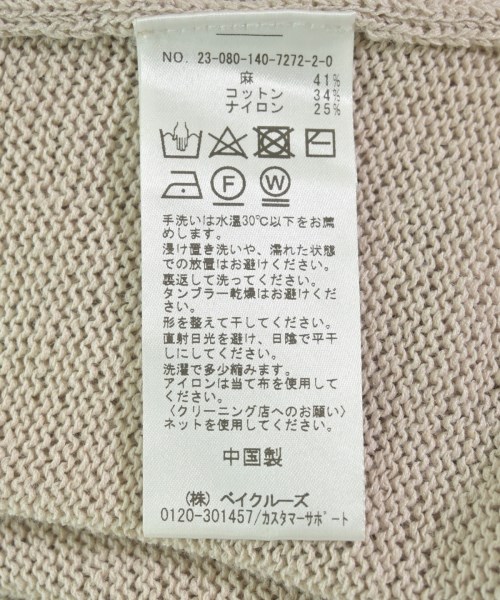 NO. 23-080-140-7272-2-0
麻 41%
コットン 34%
ナイロン 25%
F W
手洗いは水温30℃以下をお薦
めします。
浸け置き洗いや、濡れた状態
での放置はお避けください。
裏返して洗ってください。
タンブラー乾燥はお避けくだ
さい。
形を整えて干してください。
直射日光を避け、日陰で平干
しにしてください。
洗濯で多少縮みます。
アイロンは当て布を使用して
ください。
〈クリーニング店へのお願い〉
ネットを使用してください。
中国製
(株) ベイクルーズ
0120-301457/カスタマーサポート